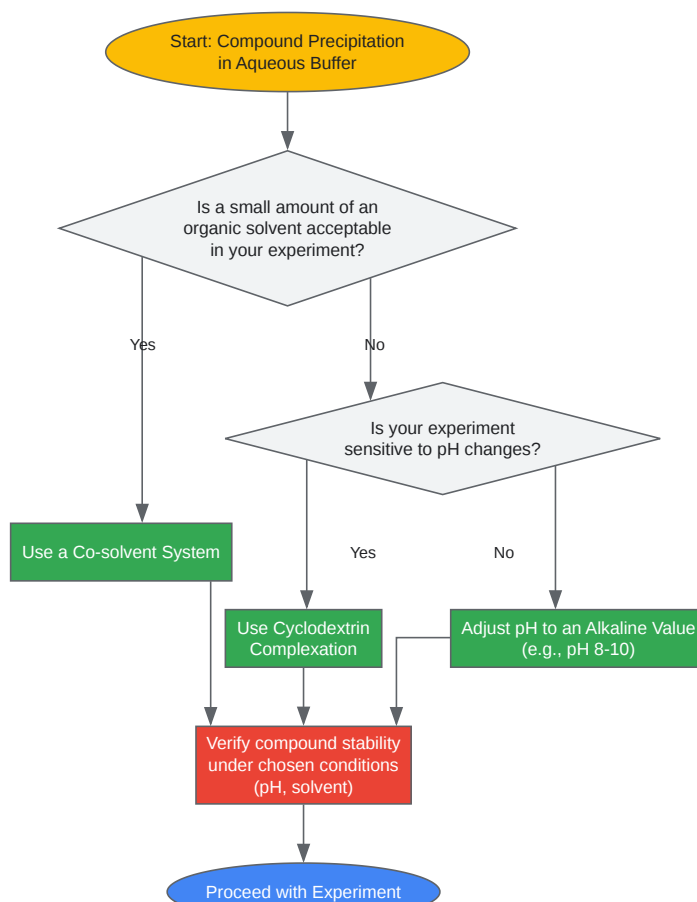 Start: Compound Precipitation
in Aqueous Buffer
Is a small amount of an
organic solvent acceptable
in your experiment?
Yes
No
Is your experiment
sensitive to pH changes?
Use a Co-solvent System
Yes
No
Use Cyclodextrin
Complexation
Adjust pH to an Alkaline Value
(e.g., pH 8-10)
Verify compound stability
under chosen conditions
(pH, solvent)
Proceed with Experiment